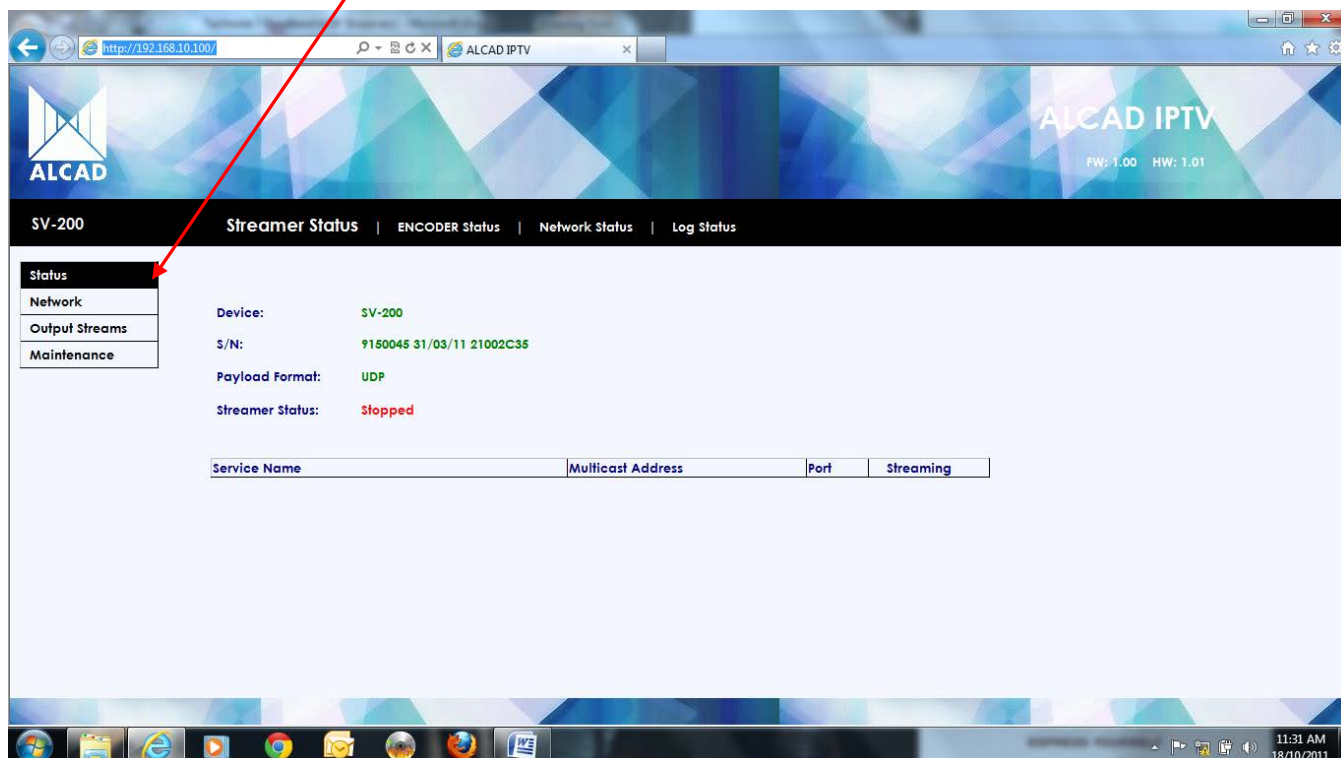 http://192.168.10.100/
ALCAD IPTV
ALCAD
ALCAD IPTV
FW: 1.00 HW: 1.01
SV-200
Streamer Status | ENCODER Status | Network Status | Log Status
Status
Network
Output Streams
Maintenance
Device: SV-200
S/N: 9150045 31/03/11 21002C35
Payload Format: UDP
Streamer Status: Stopped
Service Name Multicast Address Port Streaming
11:31 AM
18/10/2011